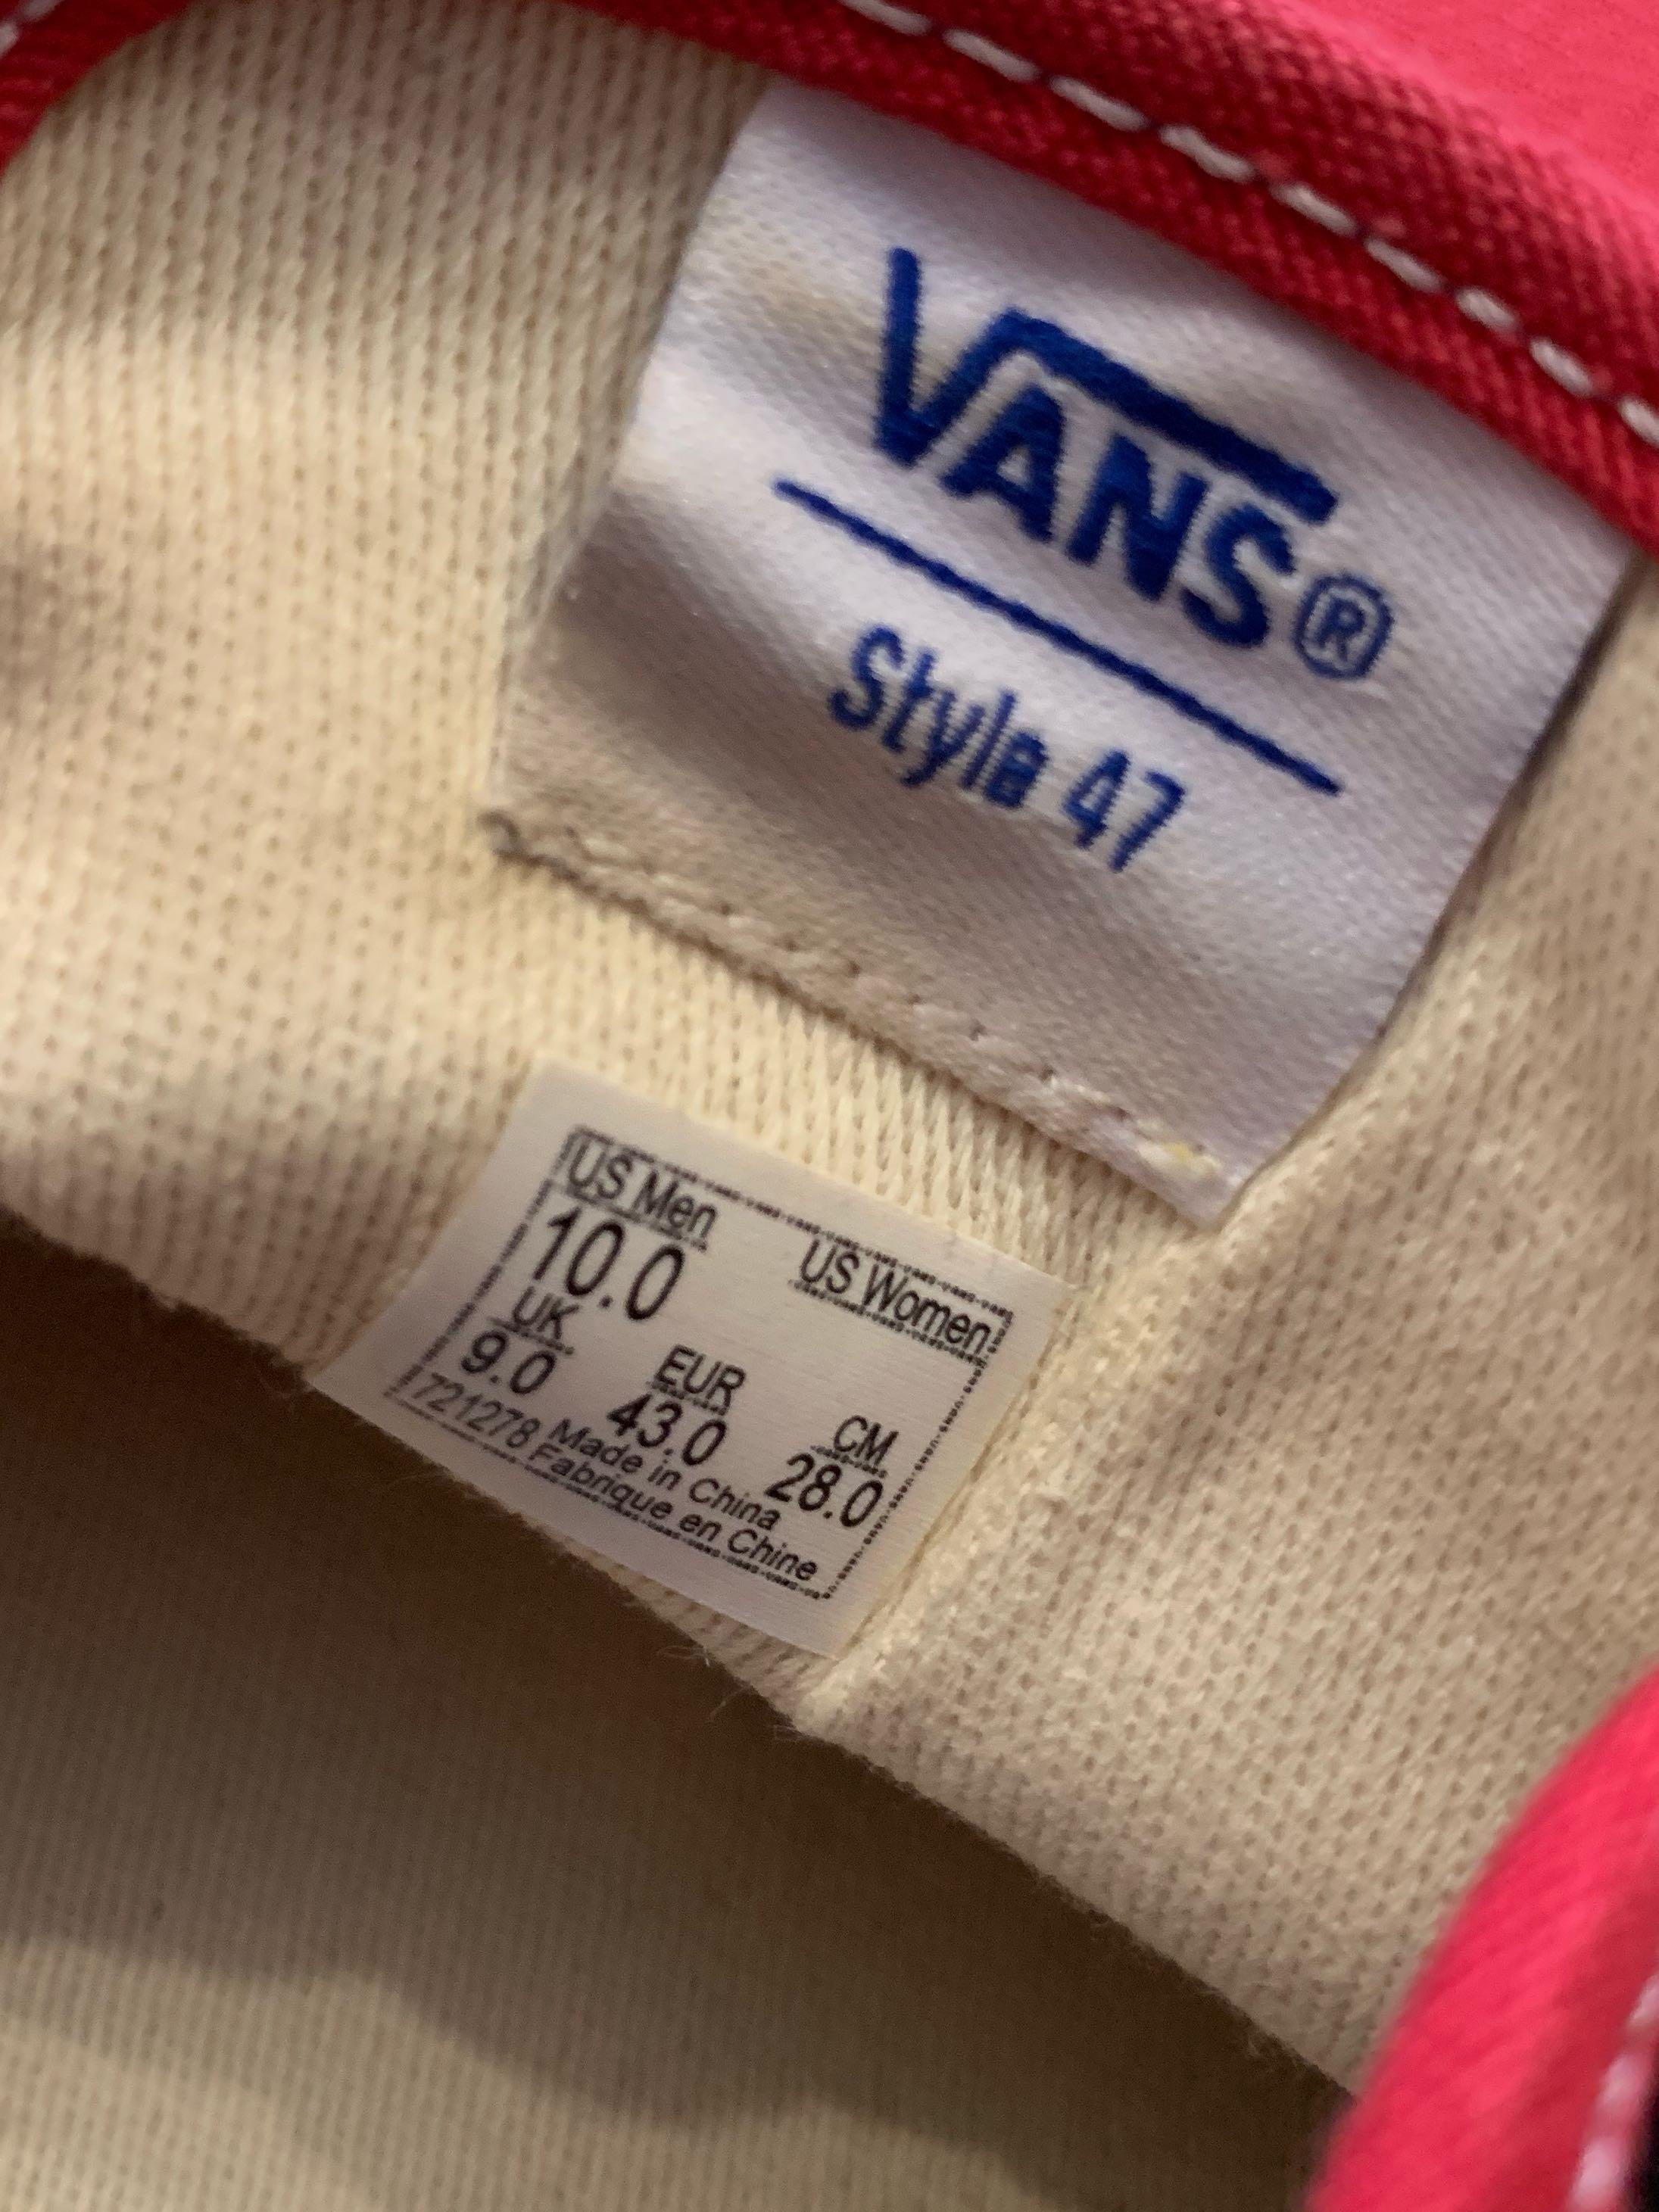 VANS®
Style 47
US Men US Women
10.0
UK EUR CM
9.0 43.0 28.0
721278 Made in China
Fabrique en Chine